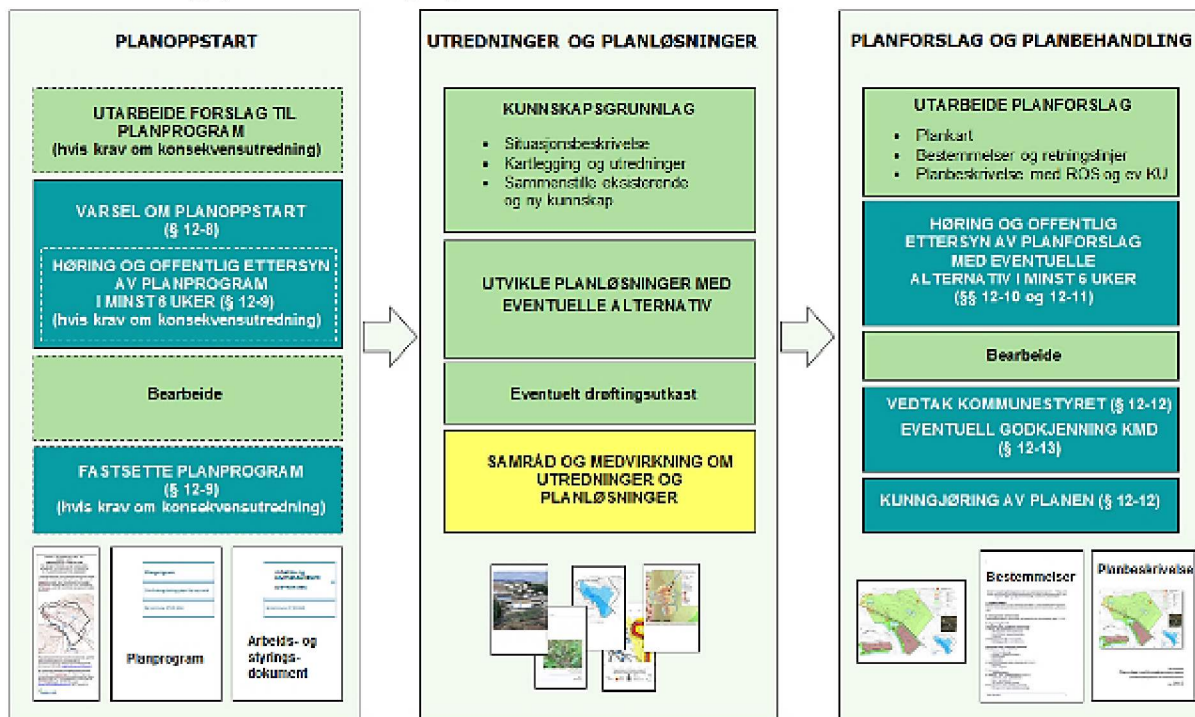 PLANOPPSTART
UTARBEIDE FORSLAG TIL
PLANPROGRAM
(hvis krav om konsekvensutredning)
VARSEL OM PLANOPPSTART
(§ 12-8)
HØRING OG OFFENTLIG ETTERSYN
AV PLANPROGRAM
I MINST 6 UKER (§ 12-9)
(hvis krav om konsekvensutredning)
Bearbeide
FASTSETTE PLANPROGRAM
(§ 12-9)
(hvis krav om konsekvensutredning)
Planprogram
Arbeids- og
styrings-
dokument
UTREDNINGER OG PLANLØSNINGER
KUNNSKAPSGRUNNLAG
• Situasjonsbeskrivelse
• Kartlegging og utredninger
• Sammenstille eksisterende
og ny kunnskap
UTVIKLE PLANLØSNINGER MED
EVENTUELLE ALTERNATIV
Eventuelt drøftingsutkast
SAMRÅD OG MEDVIRKNING OM
UTREDNINGER OG
PLANLØSNINGER
PLANFORSLAG OG PLANBEHANDLING
UTARBEIDE PLANFORSLAG
• Plankart
• Bestemmelser og retningslinjer
• Planbeskrivelse med ROS og ev KU
HØRING OG OFFENTLIG
ETTERSYN AV PLANFORSLAG
MED EVENTUELLE
ALTERNATIV I MINST 6 UKER
(§§ 12-10 og 12-11)
Bearbeide
VEDTAK KOMMUNESTYRET (§ 12-12)
EVENTUELL GODKJENNING KMD
(§ 12-13)
KUNNGJØRING AV PLANEN (§ 12-12)
Bestemmelser
Planbeskrivelse